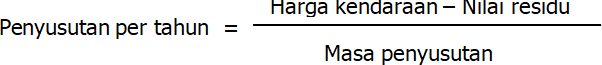 Harga kendaraan – Nilai residu
Penyusutan per tahun =
Masa penyusutan